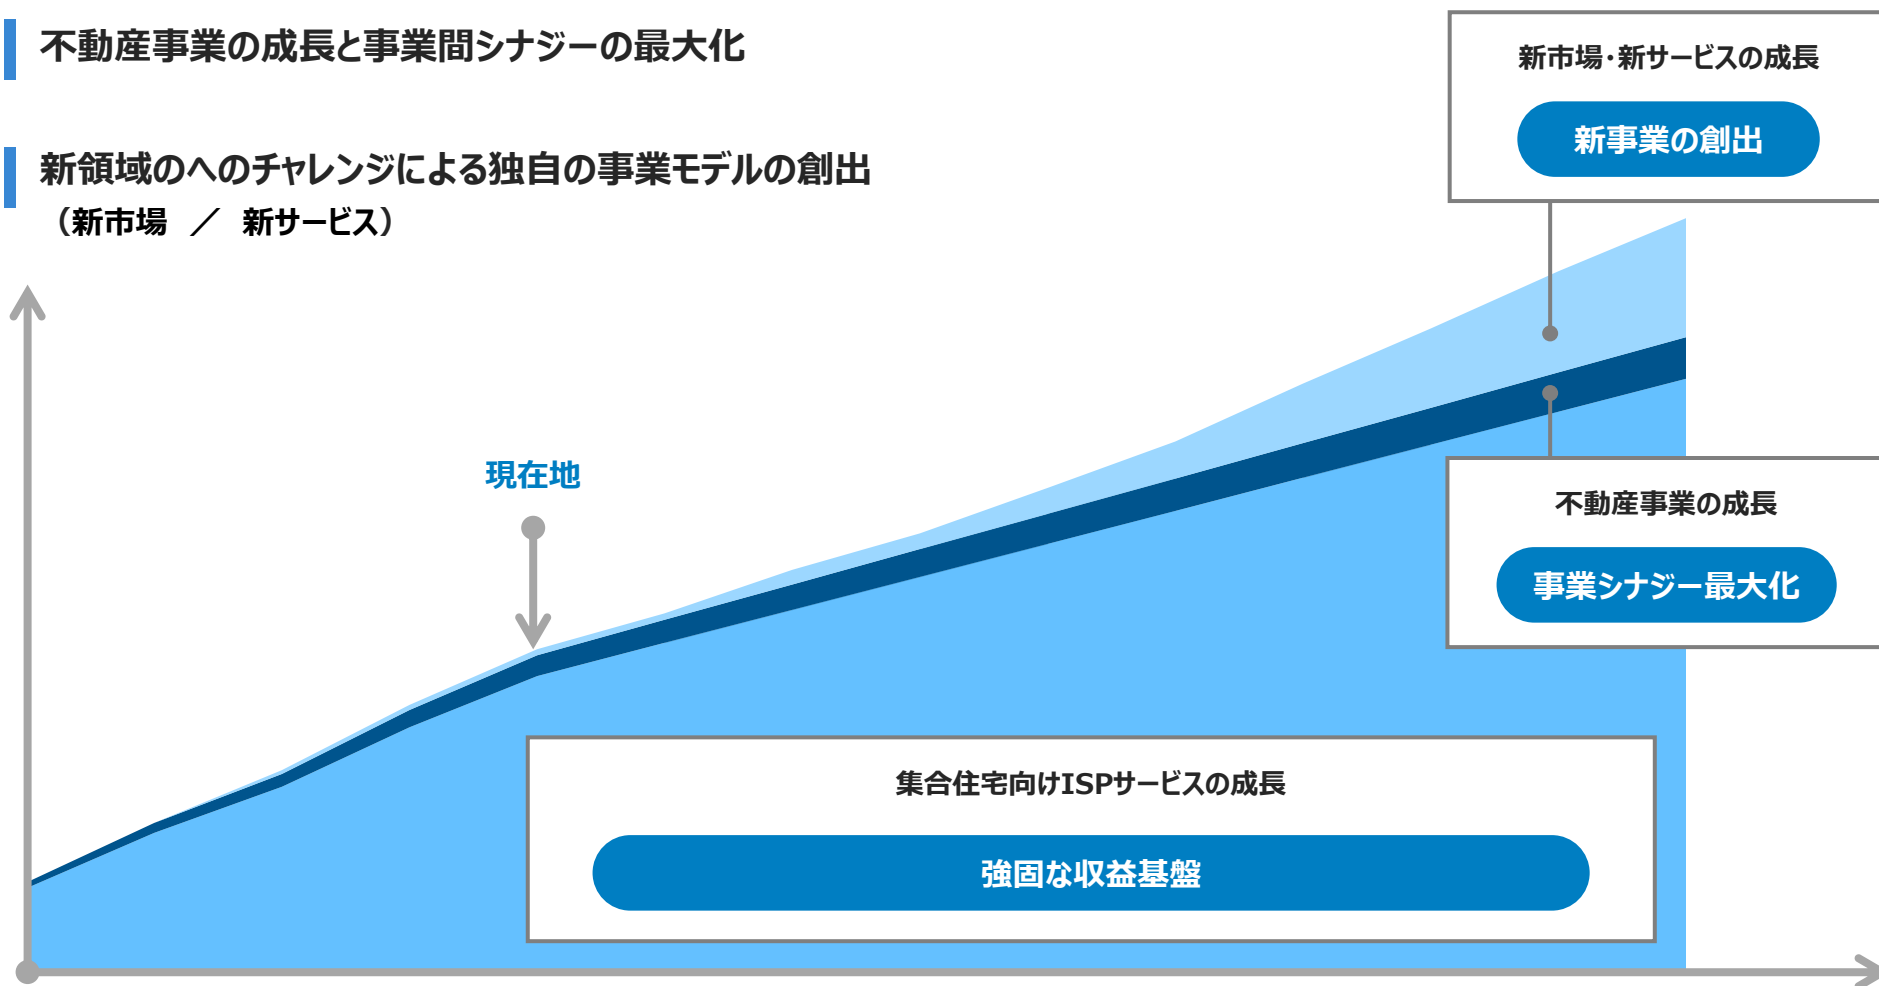 不動産事業の成長と事業間シナジーの最大化
新領域のへのチャレンジによる独自の事業モデルの創出
（新市場　／　新サービス）
新市場・新サービスの成長
新事業の創出
現在地
不動産事業の成長
事業シナジー最大化
集合住宅向けISPサービスの成長
強固な収益基盤